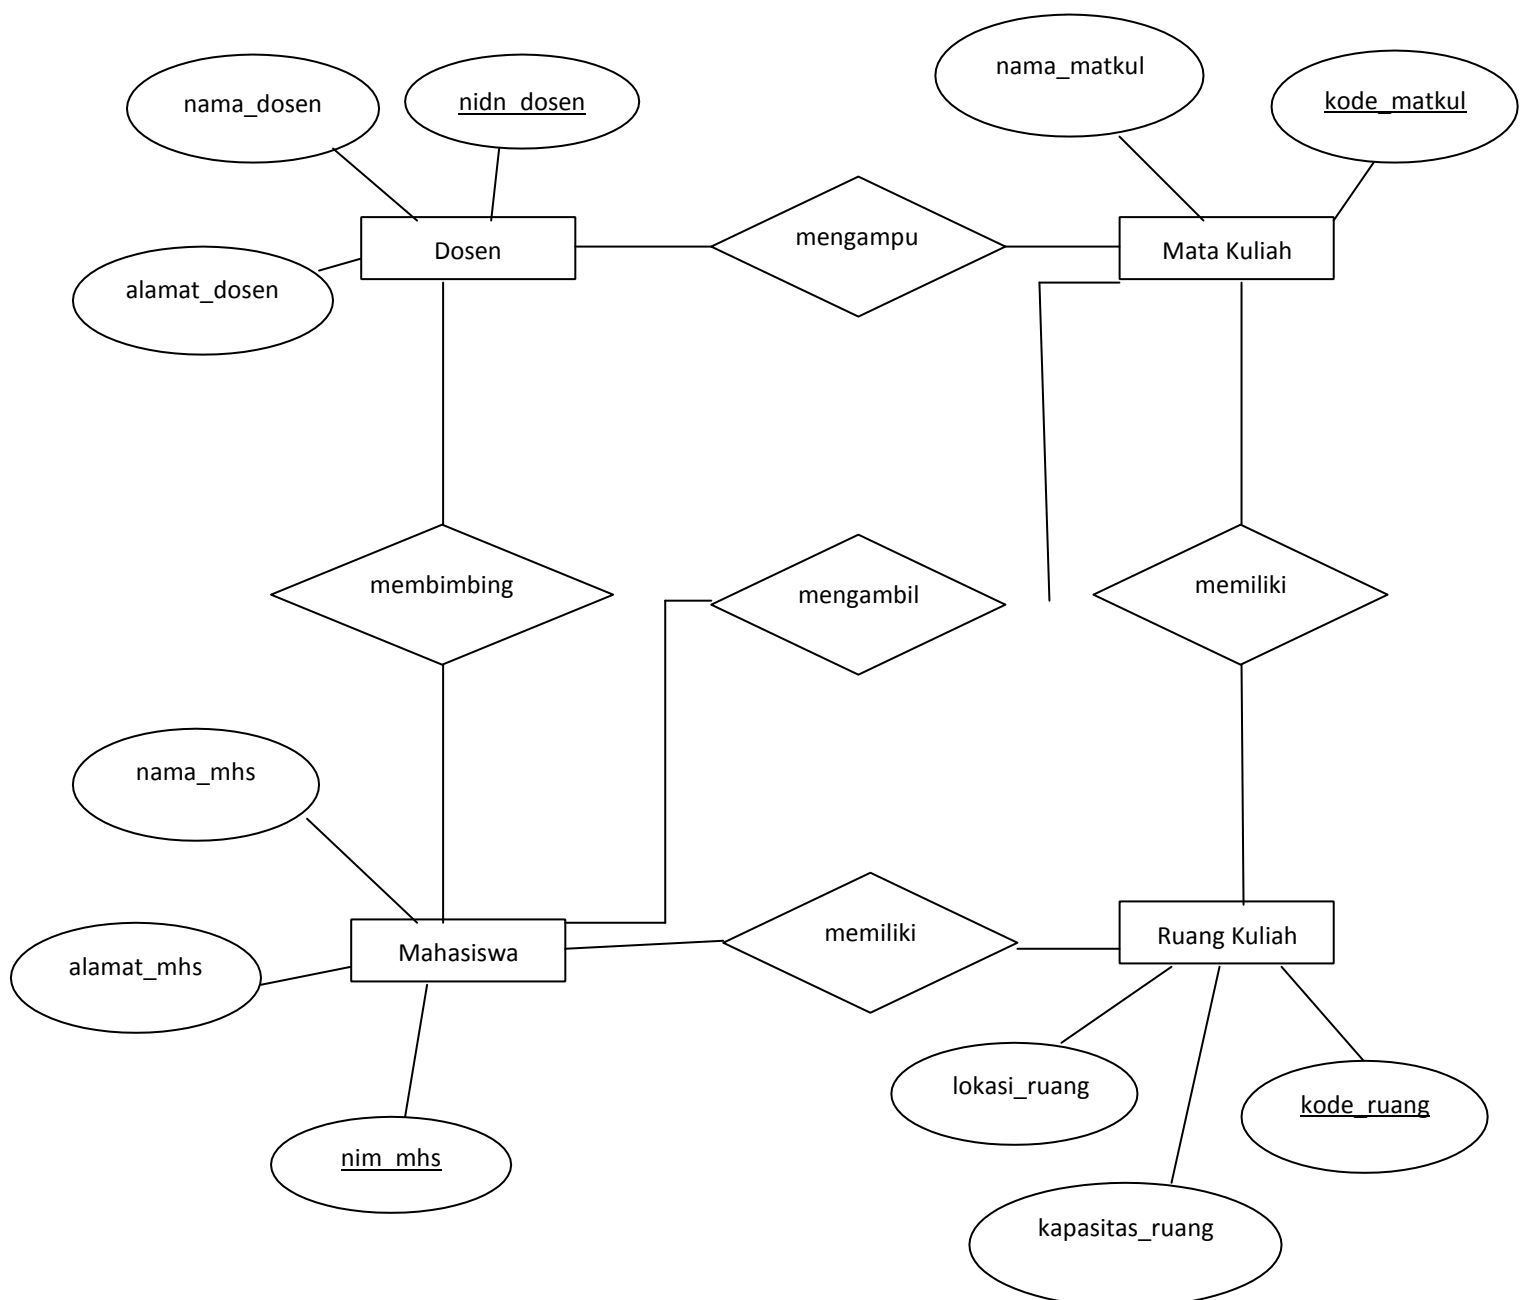 nama_matkul
nama_dosen
nidn_dosen
kode_matkul
mengampu
Dosen
Mata Kuliah
alamat_dosen
membimbing
mengambil
memiliki
nama_mhs
memiliki
Ruang Kuliah
Mahasiswa
alamat_mhs
lokasi_ruang
kode_ruang
nim_mhs
kapasitas_ruang